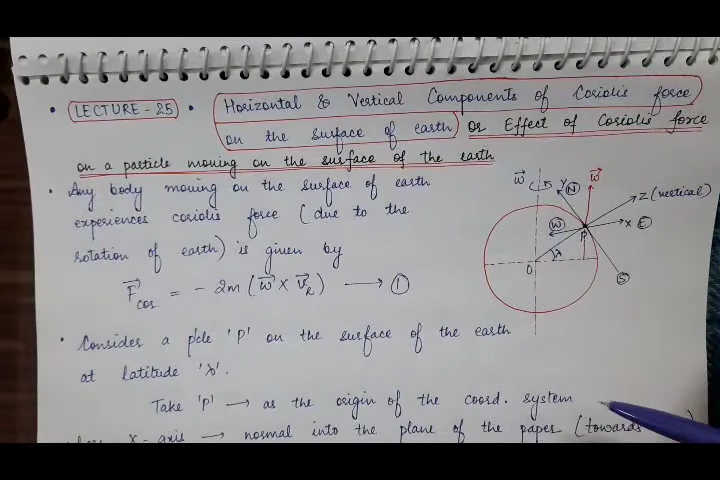 • LECTURE - 25 • Horizontal & Vertical Components of Coriolis force
on the surface of earth or Effect of Coriolis force
on a particle moving on the surface of the earth
• Any body moving on the surface of earth
experiences coriolis force (due to the
rotation of earth) is given by
F⃗cos = - 2m (ω⃗ × v⃗R) → ①
• Consider a p'cle 'P' on the surface of the earth
at latitude 'λ'.
Take 'P' → as the origin of the coord. system
X-axis → normal into the plane of the paper (towards
ω⃗
Y N
ω⃗
Z (vertical)
W
X E
P
O
λ
S